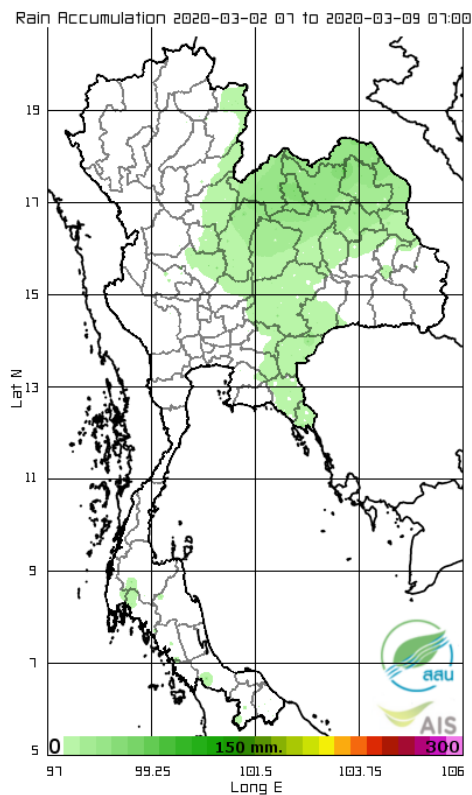 Rain Accumulation 2020-03-02 07 to 2020-03-09 07:00
19
17
15
13
11
9
7
5
Lat N
สสน
AIS
0 150 mm. 300
97 99.25 101.5 103.75 106
Long E